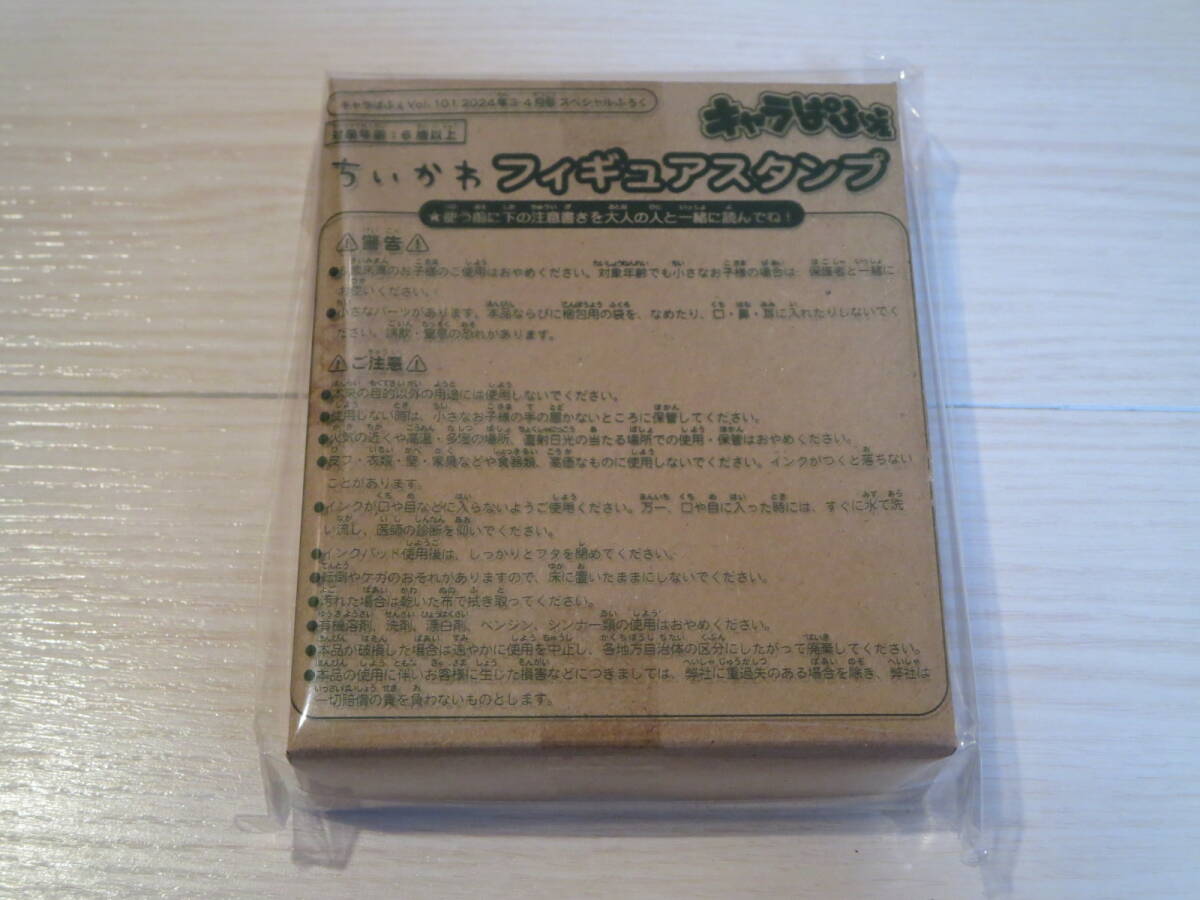 キャラぱふぇVol.101 2024年3・4月号 スペシャルふろく
キャラぱふぇ
対象年齢：6歳以上
ちいかわ フィギュアスタンプ
★使う前に下の注意書きを大人の人と一緒に読んでね！
⚠警告⚠
●6歳未満のお子様のご使用はおやめください。対象年齢でも小さなお子様の場合は、保護者と一緒に
お使いください。
●小さなパーツがあります。本品ならびに梱包用の袋を、なめたり、口・鼻・耳に入れたりしないでく
ださい。誤飲・窒息の恐れがあります。
⚠ご注意⚠
●本来の目的以外の用途には使用しないでください。
●使用しない時は、小さなお子様の手の届かないところに保管してください。
●火気の近くや高温・多湿の場所、直射日光の当たる場所での使用・保管はおやめください。
●皮フ・衣類・壁・家具などや食器類、高価なものに使用しないでください。インクがつくと落ちない
ことがあります。
●インクが口や目などに入らないようご使用ください。万一、口や目に入った時には、すぐに水で洗
い流し、医師の診断を仰いでください。
●インクパッド使用後は、しっかりとフタを閉めてください。
●転倒やケガのおそれがありますので、床に置いたままにしないでください。
●汚れた場合は乾いた布で拭き取ってください。
●有機溶剤、洗剤、漂白剤、ベンジン、シンナー類の使用はおやめください。
●本品が破損した場合は速やかに使用を中止し、各地方自治体の区分にしたがって廃棄してください。
●本品の使用に伴いお客様に生じた損害などにつきましては、弊社に重過失のある場合を除き、弊社は
一切賠償の責を負わないものとします。